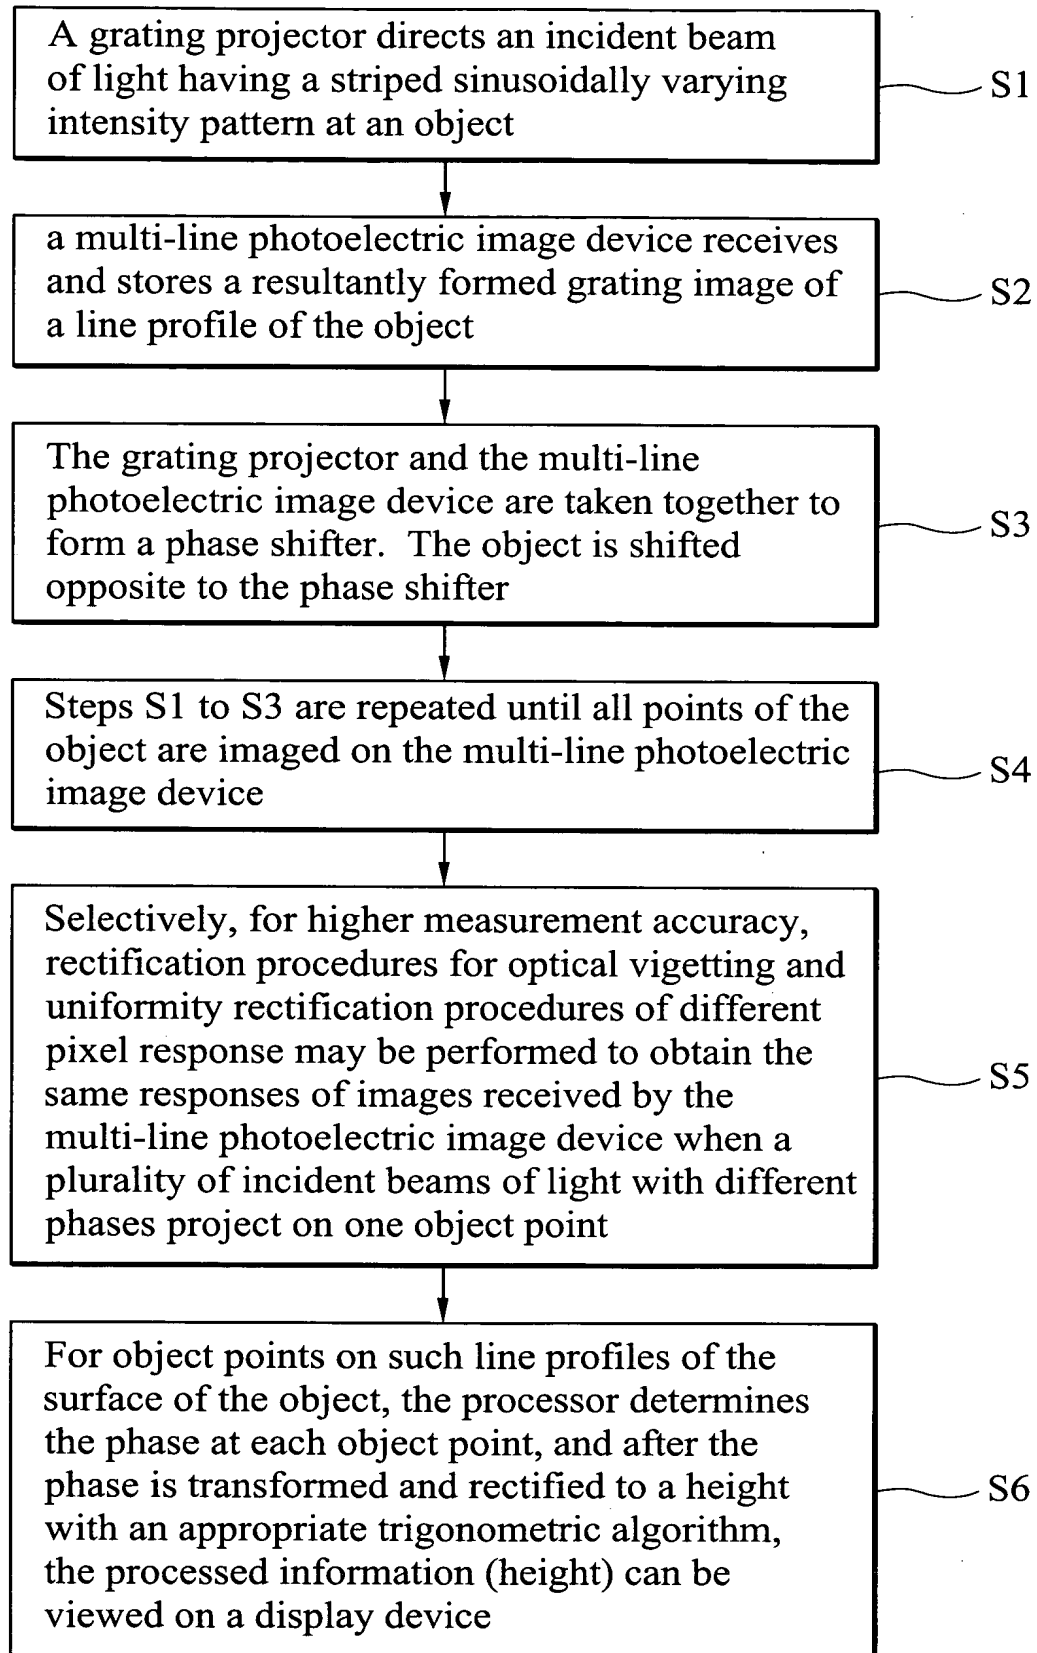 A grating projector directs an incident beam
of light having a striped sinusoidally varying
intensity pattern at an object
S1
a multi-line photoelectric image device receives
and stores a resultantly formed grating image of
a line profile of the object
S2
The grating projector and the multi-line
photoelectric image device are taken together to
form a phase shifter. The object is shifted
opposite to the phase shifter
S3
Steps S1 to S3 are repeated until all points of the
object are imaged on the multi-line photoelectric
image device
S4
Selectively, for higher measurement accuracy,
rectification procedures for optical vigetting and
uniformity rectification procedures of different
pixel response may be performed to obtain the
same responses of images received by the
multi-line photoelectric image device when a
plurality of incident beams of light with different
phases project on one object point
S5
For object points on such line profiles of the
surface of the object, the processor determines
the phase at each object point, and after the
phase is transformed and rectified to a height
with an appropriate trigonometric algorithm,
the processed information (height) can be
viewed on a display device
S6